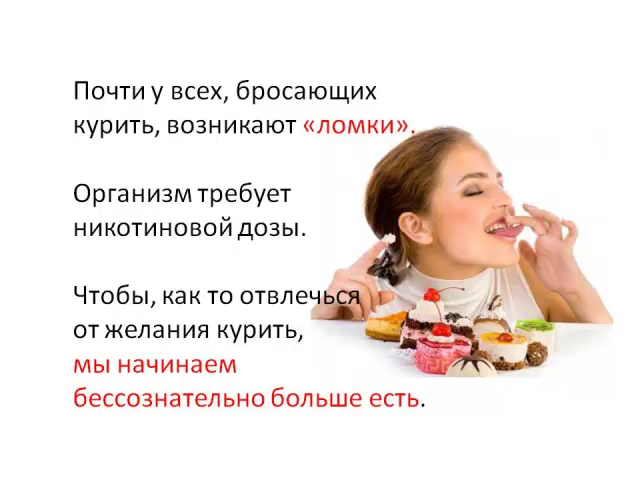 Почти у всех, бросающих
курить, возникают «ломки».
Организм требует
никотиновой дозы.
Чтобы, как то отвлечься
от желания курить,
мы начинаем
бессознательно больше есть.